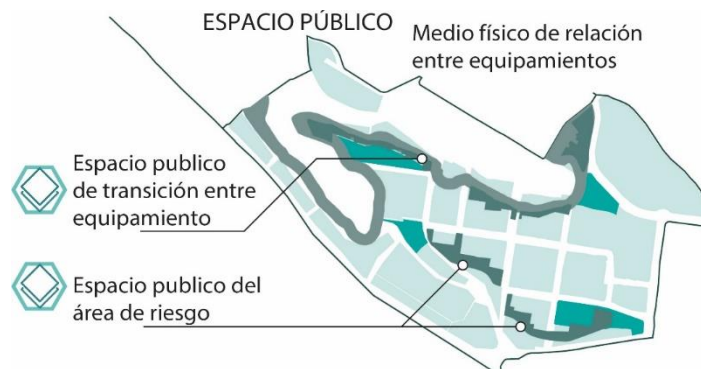 ESPACIO PÚBLICO
Medio físico de relación
entre equipamientos
Espacio publico
de transición entre
equipamiento
Espacio publico del
área de riesgo